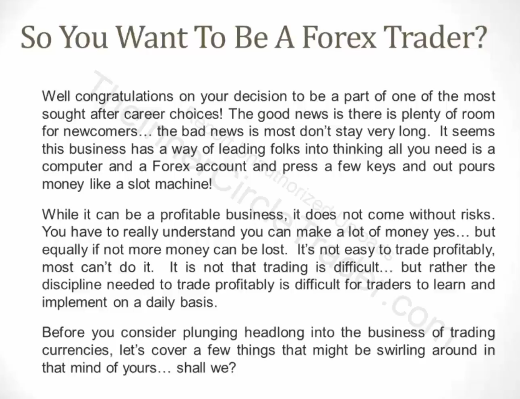 So You Want To Be A Forex Trader?
Well congratulations on your decision to be a part of one of the most
sought after career choices! The good news is there is plenty of room
for newcomers… the bad news is most don't stay very long.  It seems
this business has a way of leading folks into thinking all you need is a
computer and a Forex account and press a few keys and out pours
money like a slot machine!
While it can be a profitable business, it does not come without risks.
You have to really understand you can make a lot of money yes… but
equally if not more money can be lost.  It's not easy to trade profitably,
most can't do it.  It is not that trading is difficult… but rather the
discipline needed to trade profitably is difficult for traders to learn and
implement on a daily basis.
Before you consider plunging headlong into the business of trading
currencies, let's cover a few things that might be swirling around in
that mind of yours… shall we?
TheInnerCircleTrader.com